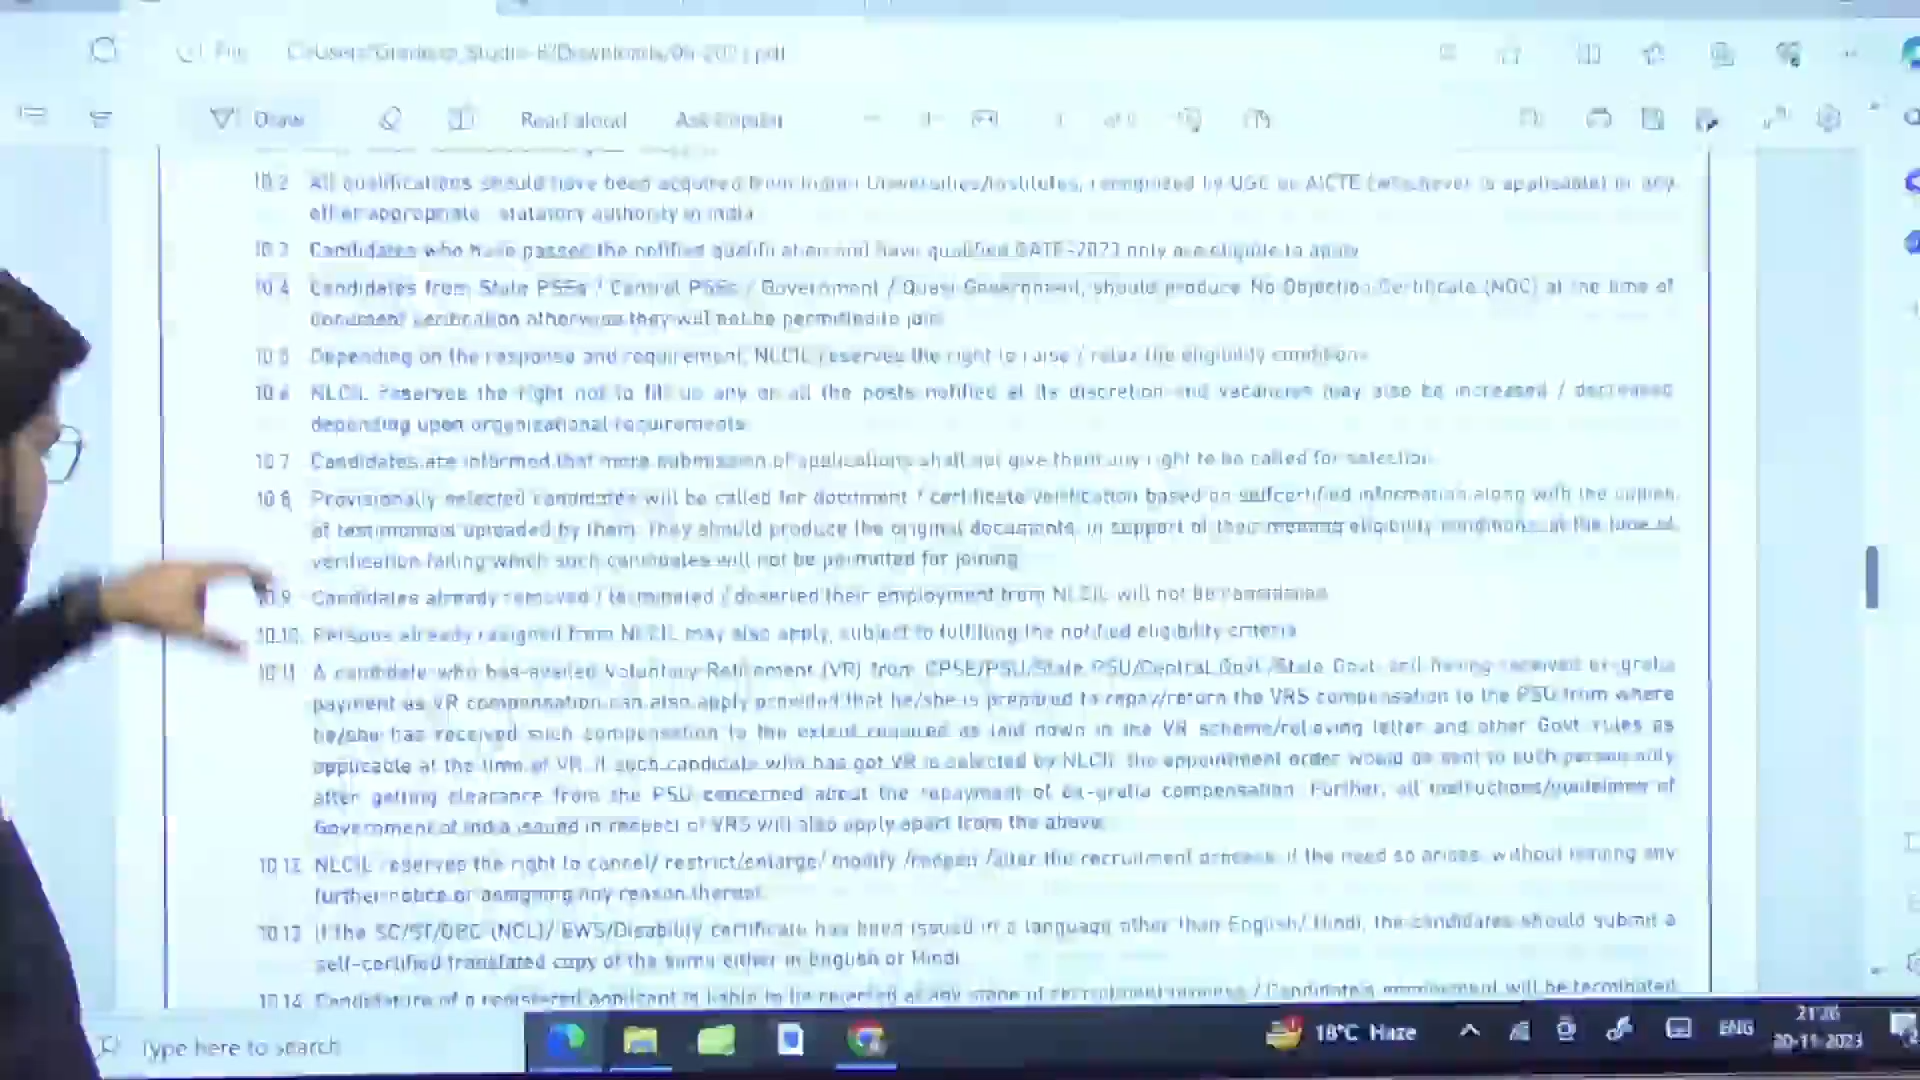 File C:/Users/Gradeup_Studio-6/Downloads/
Draw Read aloud Ask Copilot
10.2 All qualifications should have been acquired from Indian Universities/Institutes, recognized by UGC or AICTE (whichever is applicable) or any
other appropriate statutory authority in India
10.3 Candidates who have passed the notified qualification and have qualified GATE-2023 only are eligible to apply
10.4 Candidates from State PSEs / Central PSEs / Government / Quasi Government, should produce No Objection Certificate (NOC) at the time of
document verification otherwise they will not be permitted to join
10.5 Depending on the response and requirement, NLCIL reserves the right to raise / relax the eligibility conditions
10.6 NLCIL reserves the right not to fill up any or all the posts notified at its discretion and vacancies may also be increased / decreased
depending upon organizational requirements
10.7 Candidates are informed that mere submission of applications shall not give them any right to be called for selection
10.8 Provisionally selected candidates will be called for document / certificate verification based on selfcertified information along with the copies
of testimonials uploaded by them. They should produce the original documents, in support of their meeting eligibility conditions, at the time of
verification failing which such candidates will not be permitted for joining
10.9 Candidates already removed / terminated / deserted their employment from NLCIL will not be considered
10.10. Persons already resigned from NLCIL may also apply, subject to fulfilling the notified eligibility criteria
10.11 A candidate who has availed Voluntary Retirement (VR) from CPSE/PSU/State PSU/Central Govt./State Govt. and having received ex-gratia
payment as VR compensation can also apply provided that he/she is prepared to repay/return the VRS compensation to the PSU from where
he/she has received such compensation to the extent required as laid down in the VR scheme/relieving letter and other Govt rules as
applicable at the time of VR. If such candidate who has got VR is selected by NLCIL the appointment order would be sent to such person only
after getting clearance from the PSU concerned about the repayment of ex-gratia compensation. Further, all instructions/guidelines of
Government of India issued in respect of VRS will also apply apart from the above
10.12 NLCIL reserves the right to cancel/ restrict/enlarge/ modify /reopen /alter the recruitment process, if the need so arises, without issuing any
further notice or assigning any reason thereof.
10.13 If the SC/ST/OBC (NCL)/ EWS/Disability certificate has been issued in a language other than English/ Hindi, the candidates should submit a
self-certified translated copy of the same either in English or Hindi
10.14 Candidature of a registered applicant is liable to be rejected at any stage of recruitment process / Candidate's employment will be terminated
Type here to search
18°C Haze
ENG
21:26
20-11-2023